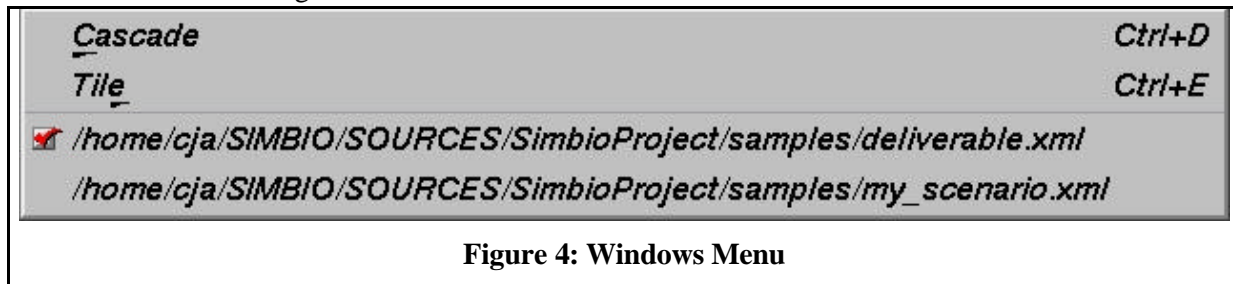 Cascade Ctrl+D
Tile Ctrl+E
/home/cja/SIMBIO/SOURCES/SimbioProject/samples/deliverable.xml
/home/cja/SIMBIO/SOURCES/SimbioProject/samples/my_scenario.xml
Figure 4: Windows Menu